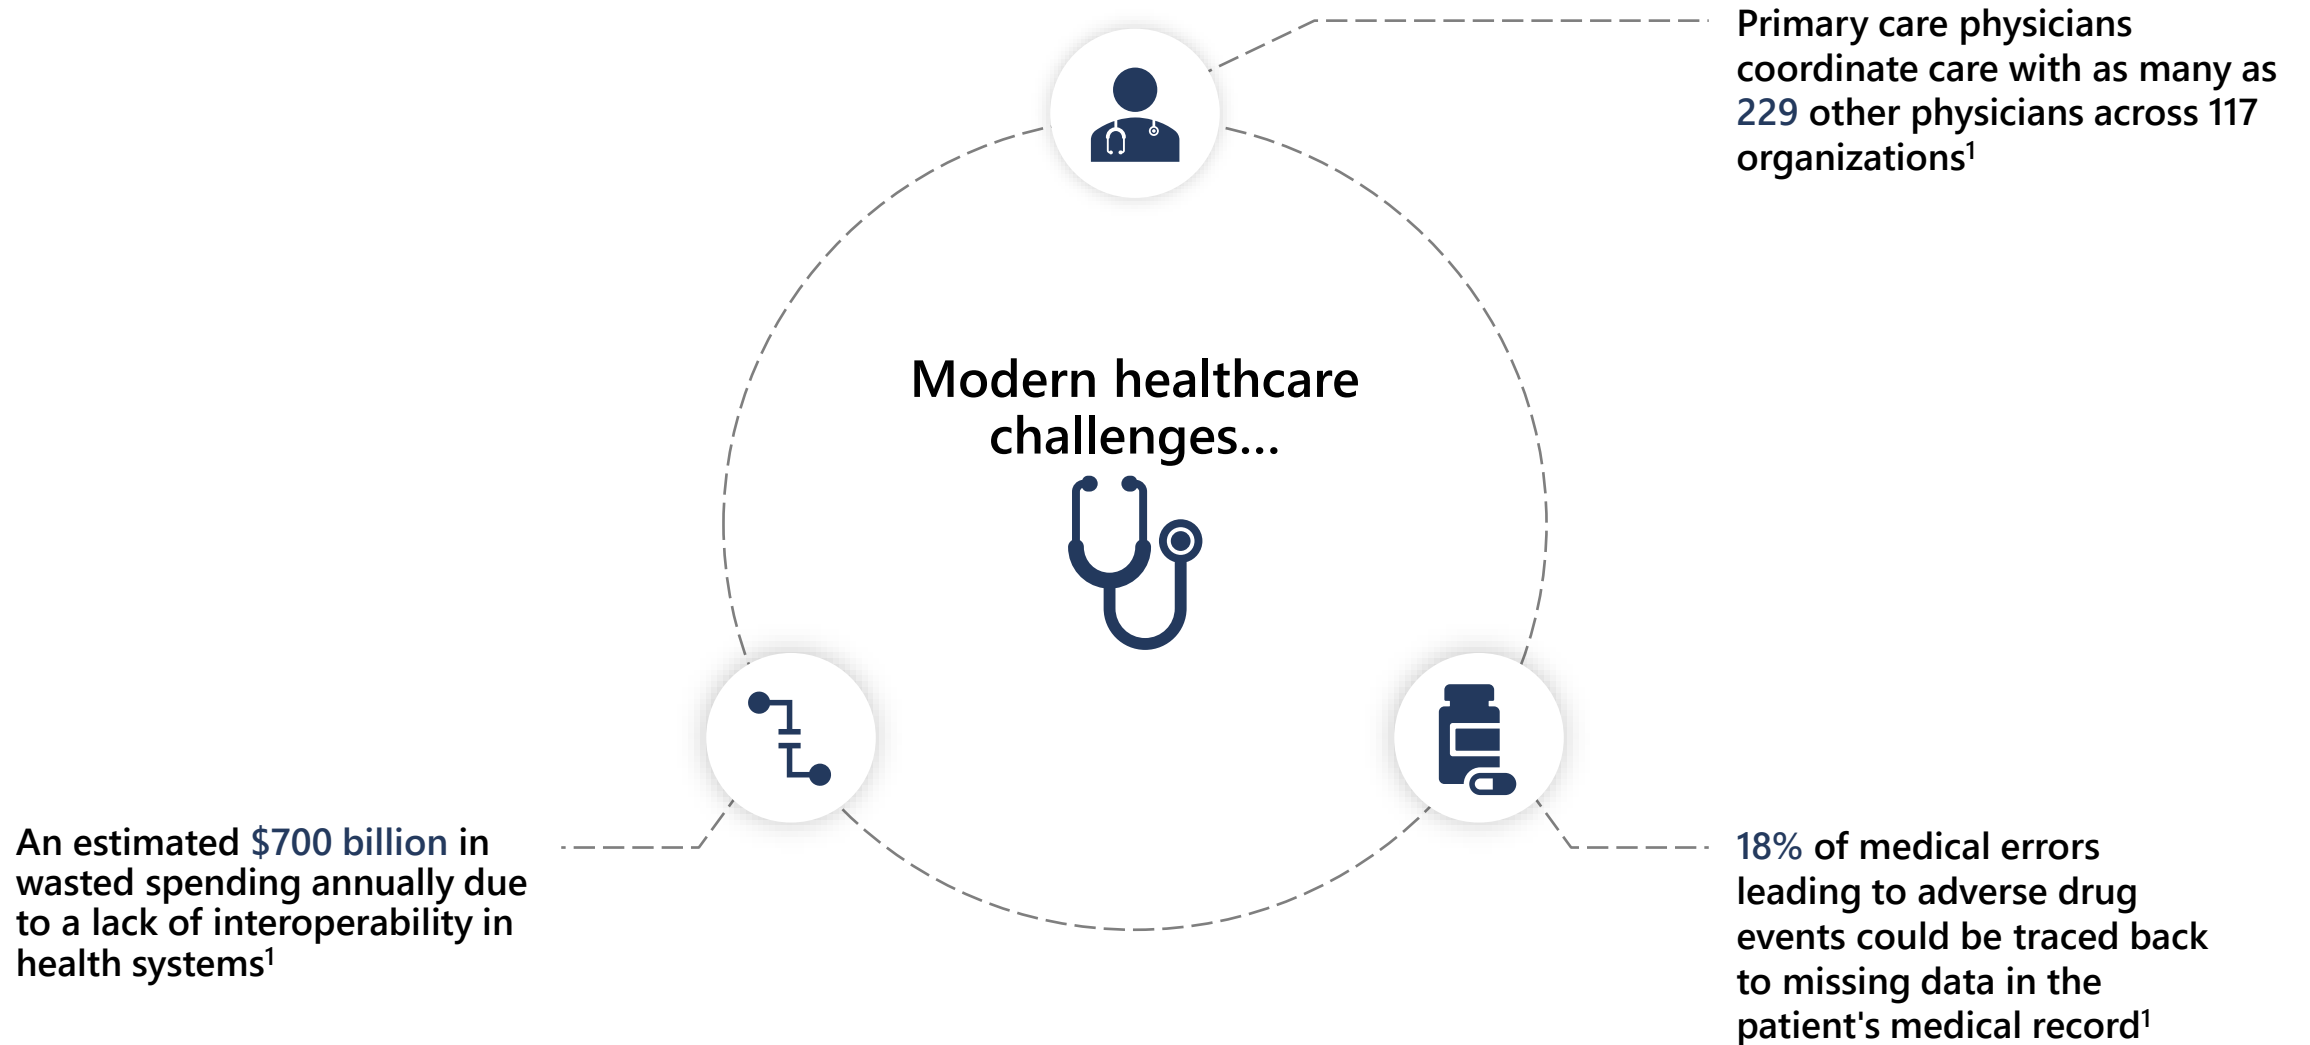 Primary care physicians
coordinate care with as many as
229 other physicians across 117
organizations¹
Modern healthcare
challenges...
An estimated $700 billion in
wasted spending annually due
to a lack of interoperability in
health systems¹
18% of medical errors
leading to adverse drug
events could be traced back
to missing data in the
patient's medical record¹